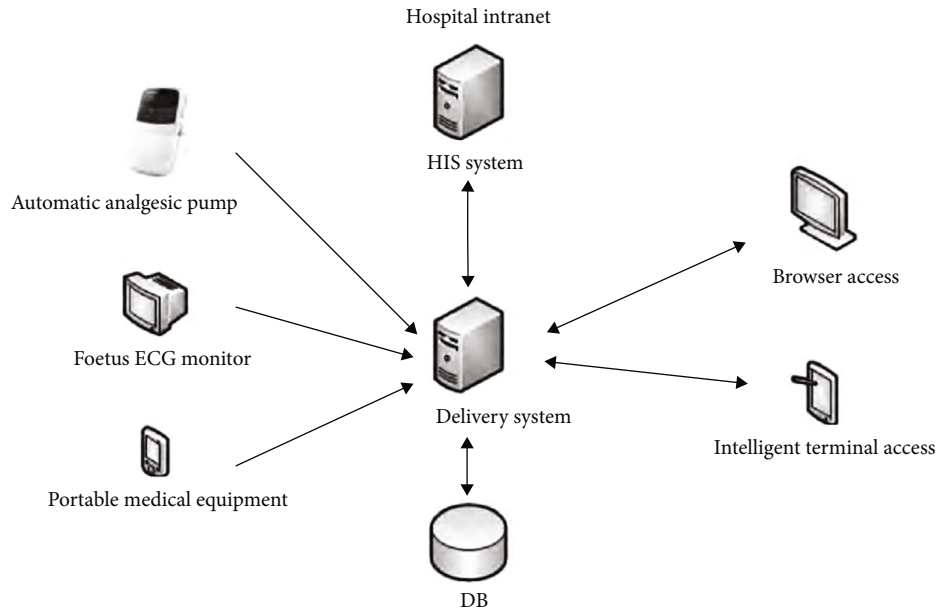 Hospital intranet
HIS system
Automatic analgesic pump
Browser access
Foetus ECG monitor
Delivery system
Intelligent terminal access
Portable medical equipment
DB